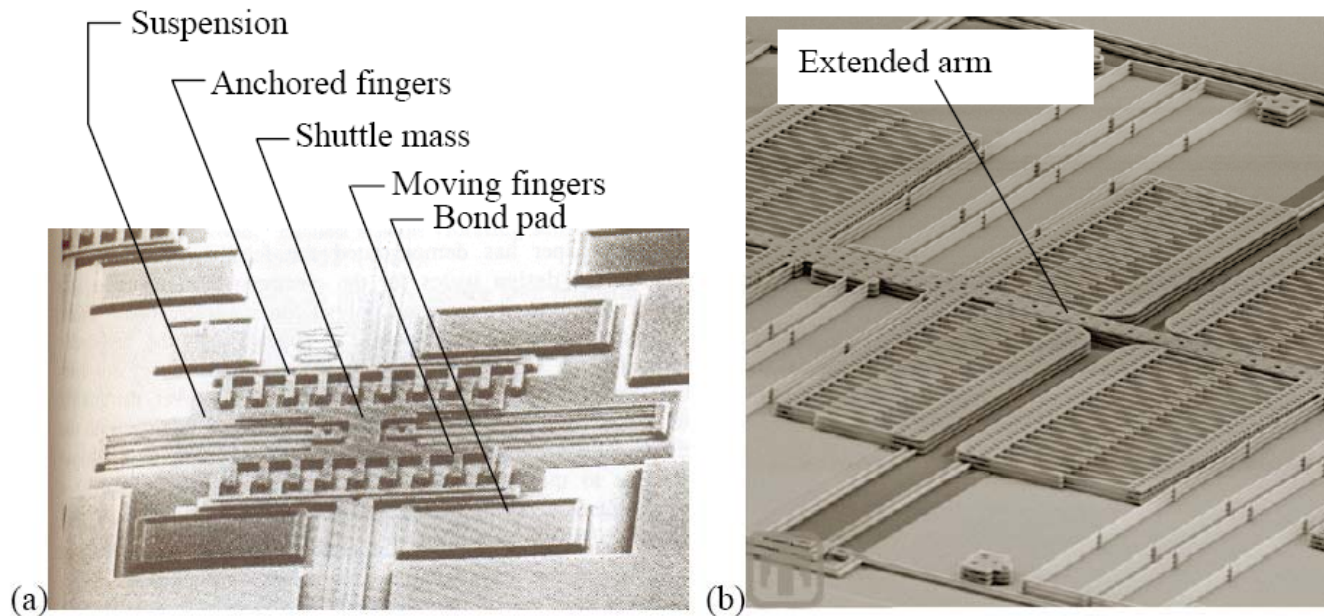 Suspension
Anchored fingers
Shuttle mass
Moving fingers
Bond pad
Extended arm
(a)
(b)